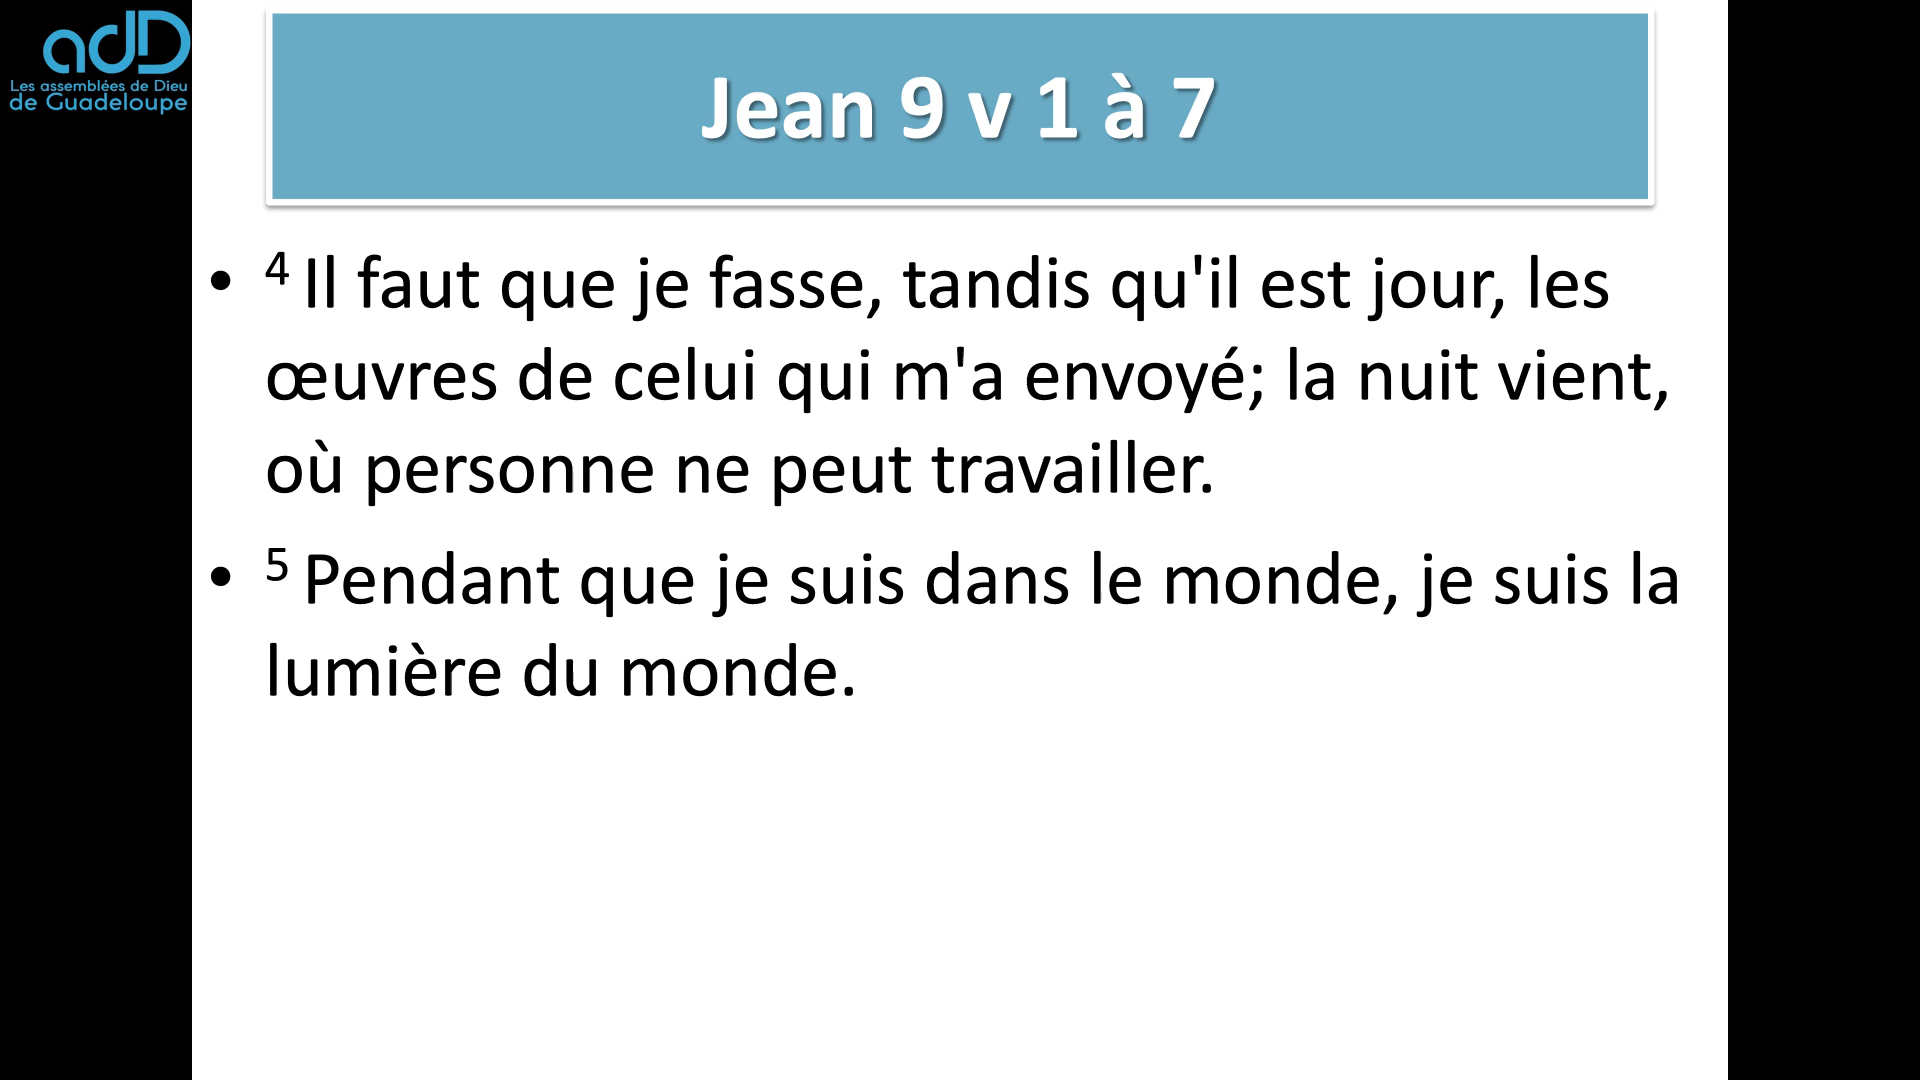 adD
Les assemblées de Dieu
de Guadeloupe
Jean 9 v 1 à 7
• 4 Il faut que je fasse, tandis qu'il est jour, les
œuvres de celui qui m'a envoyé; la nuit vient,
où personne ne peut travailler.
• 5 Pendant que je suis dans le monde, je suis la
lumière du monde.